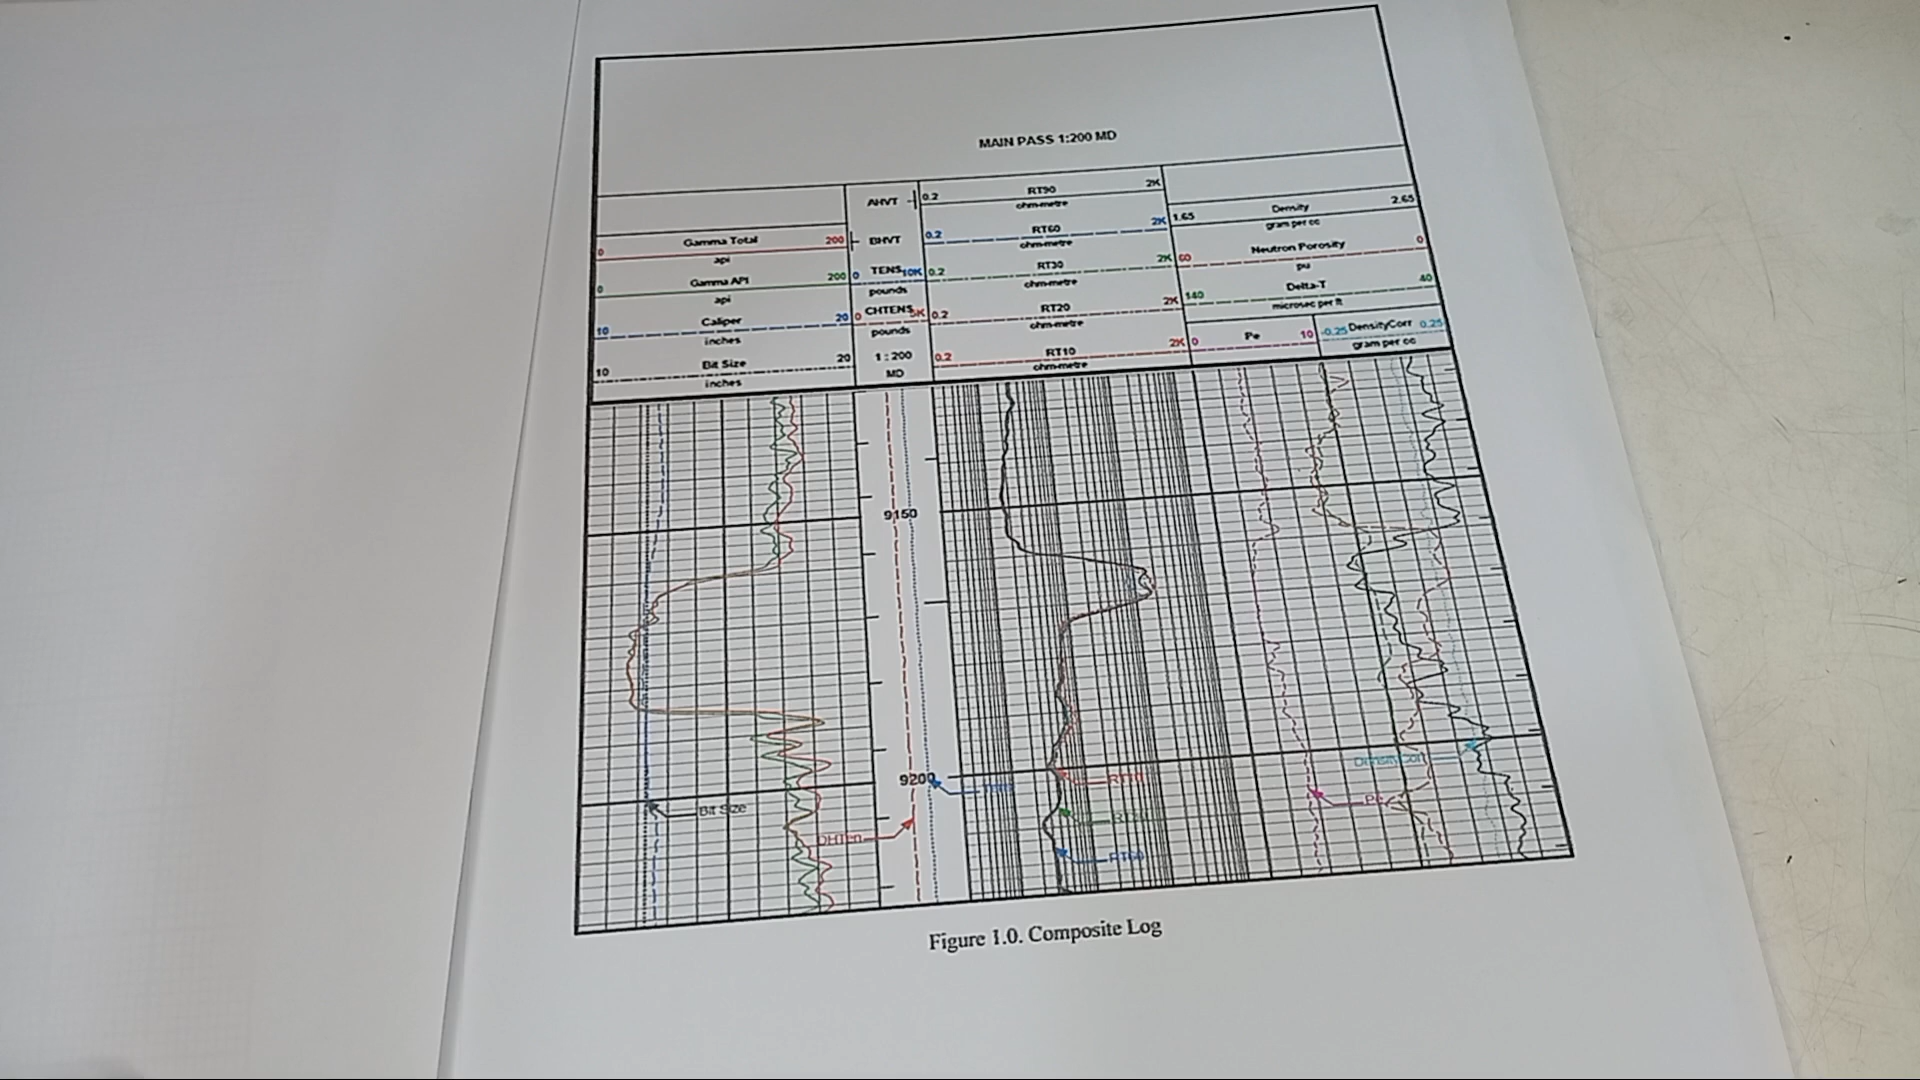 MAIN PASS 1:200 MD
0 Gamma Total 200
api
0 Gamma API 200
api
10 Caliper 20
inches
10 Bit Size 20
inches
AHVT
BHVT
0 TENS 10K
pounds
0 CHTENS 5K
pounds
1 : 200
MD
0.2 RT90 2K
ohm-metre
0.2 RT60 2K
ohm-metre
0.2 RT30 2K
ohm-metre
0.2 RT20 2K
ohm-metre
0.2 RT10 2K
ohm-metre
1.65 Density 2.65
gram per cc
60 Neutron Porosity 0
pu
140 Delta-T 40
microsec per ft
0 Pe 10
-0.25 DensityCorr 0.25
gram per cc
9150
9200
Bit Size
DHTen
RT10
RT60
DensityCorr
Figure 1.0. Composite Log